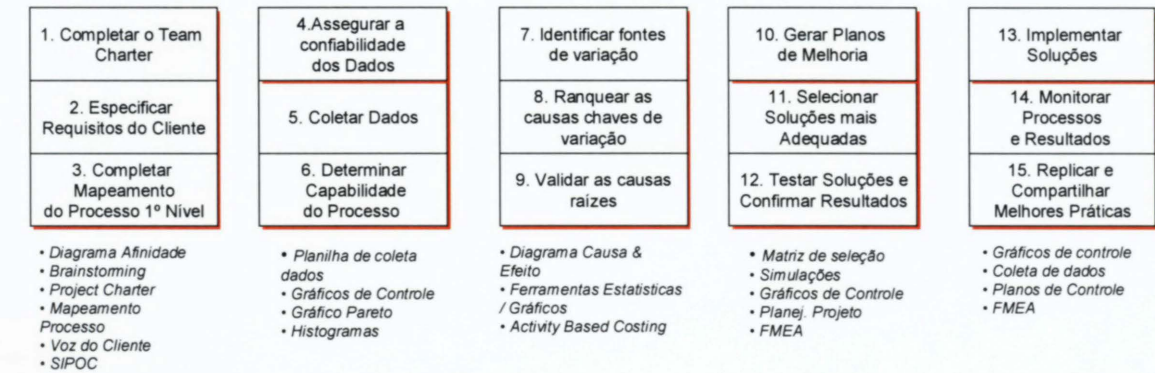 1. Completar o Team
Charter
2. Especificar
Requisitos do Cliente
3. Completar
Mapeamento
do Processo 1º Nível
• Diagrama Afinidade
• Brainstorming
• Project Charter
• Mapeamento
Processo
• Voz do Cliente
• SIPOC
4.Assegurar a
confiabilidade
dos Dados
5. Coletar Dados
6. Determinar
Capabilidade
do Processo
• Planilha de coleta
dados
• Gráficos de Controle
• Gráfico Pareto
• Histogramas
7. Identificar fontes
de variação
8. Ranquear as
causas chaves de
variação
9. Validar as causas
raízes
• Diagrama Causa &
Efeito
• Ferramentas Estatisticas
/ Gráficos
• Activity Based Costing
10. Gerar Planos
de Melhoria
11. Selecionar
Soluções mais
Adequadas
12. Testar Soluções e
Confirmar Resultados
• Matriz de seleção
• Simulações
• Gráficos de Controle
• Planej. Projeto
• FMEA
13. Implementar
Soluções
14. Monitorar
Processos
e Resultados
15. Replicar e
Compartilhar
Melhores Práticas
• Gráficos de controle
• Coleta de dados
• Planos de Controle
• FMEA